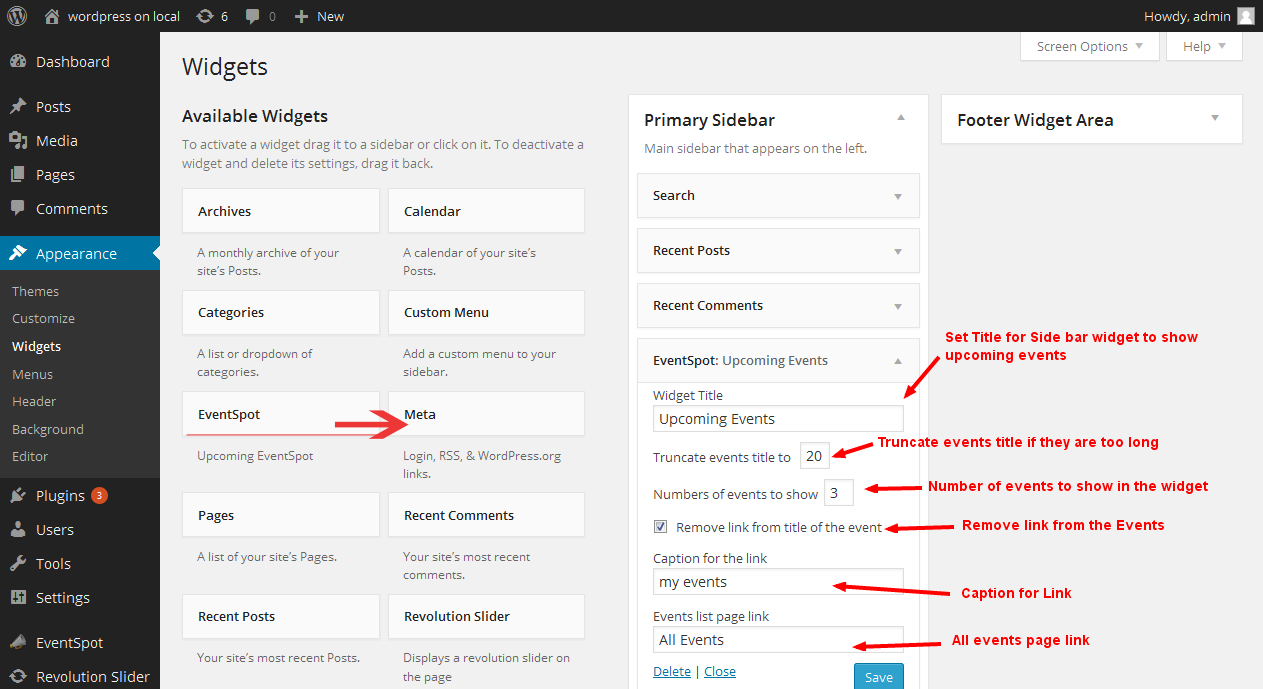 wordpress on local
6
0
New
Howdy, admin
Dashboard
Posts
Media
Pages
Comments
Appearance
Themes
Customize
Widgets
Menus
Header
Background
Editor
Plugins 3
Users
Tools
Settings
EventSpot
Revolution Slider
Screen Options
Help
Widgets
Available Widgets
To activate a widget drag it to a sidebar or click on it. To deactivate a
widget and delete its settings, drag it back.
Archives
A monthly archive of your
site's Posts.
Calendar
A calendar of your site's
Posts.
Categories
A list or dropdown of
categories.
Custom Menu
Add a custom menu to your
sidebar.
EventSpot
Upcoming EventSpot
Meta
Login, RSS, & WordPress.org
links.
Pages
A list of your site's Pages.
Recent Comments
Your site's most recent
comments.
Recent Posts
Your site's most recent Posts.
Revolution Slider
Displays a revolution slider on
the page
Primary Sidebar
Main sidebar that appears on the left.
Search
Recent Posts
Recent Comments
EventSpot: Upcoming Events
Widget Title
Upcoming Events
Truncate events title to 20
Numbers of events to show 3
Remove link from title of the event
Caption for the link
my events
Events list page link
All Events
Delete | Close
Save
Footer Widget Area
Set Title for Side bar widget to show
upcoming events
Truncate events title if they are too long
Number of events to show in the widget
Remove link from the Events
Caption for Link
All events page link